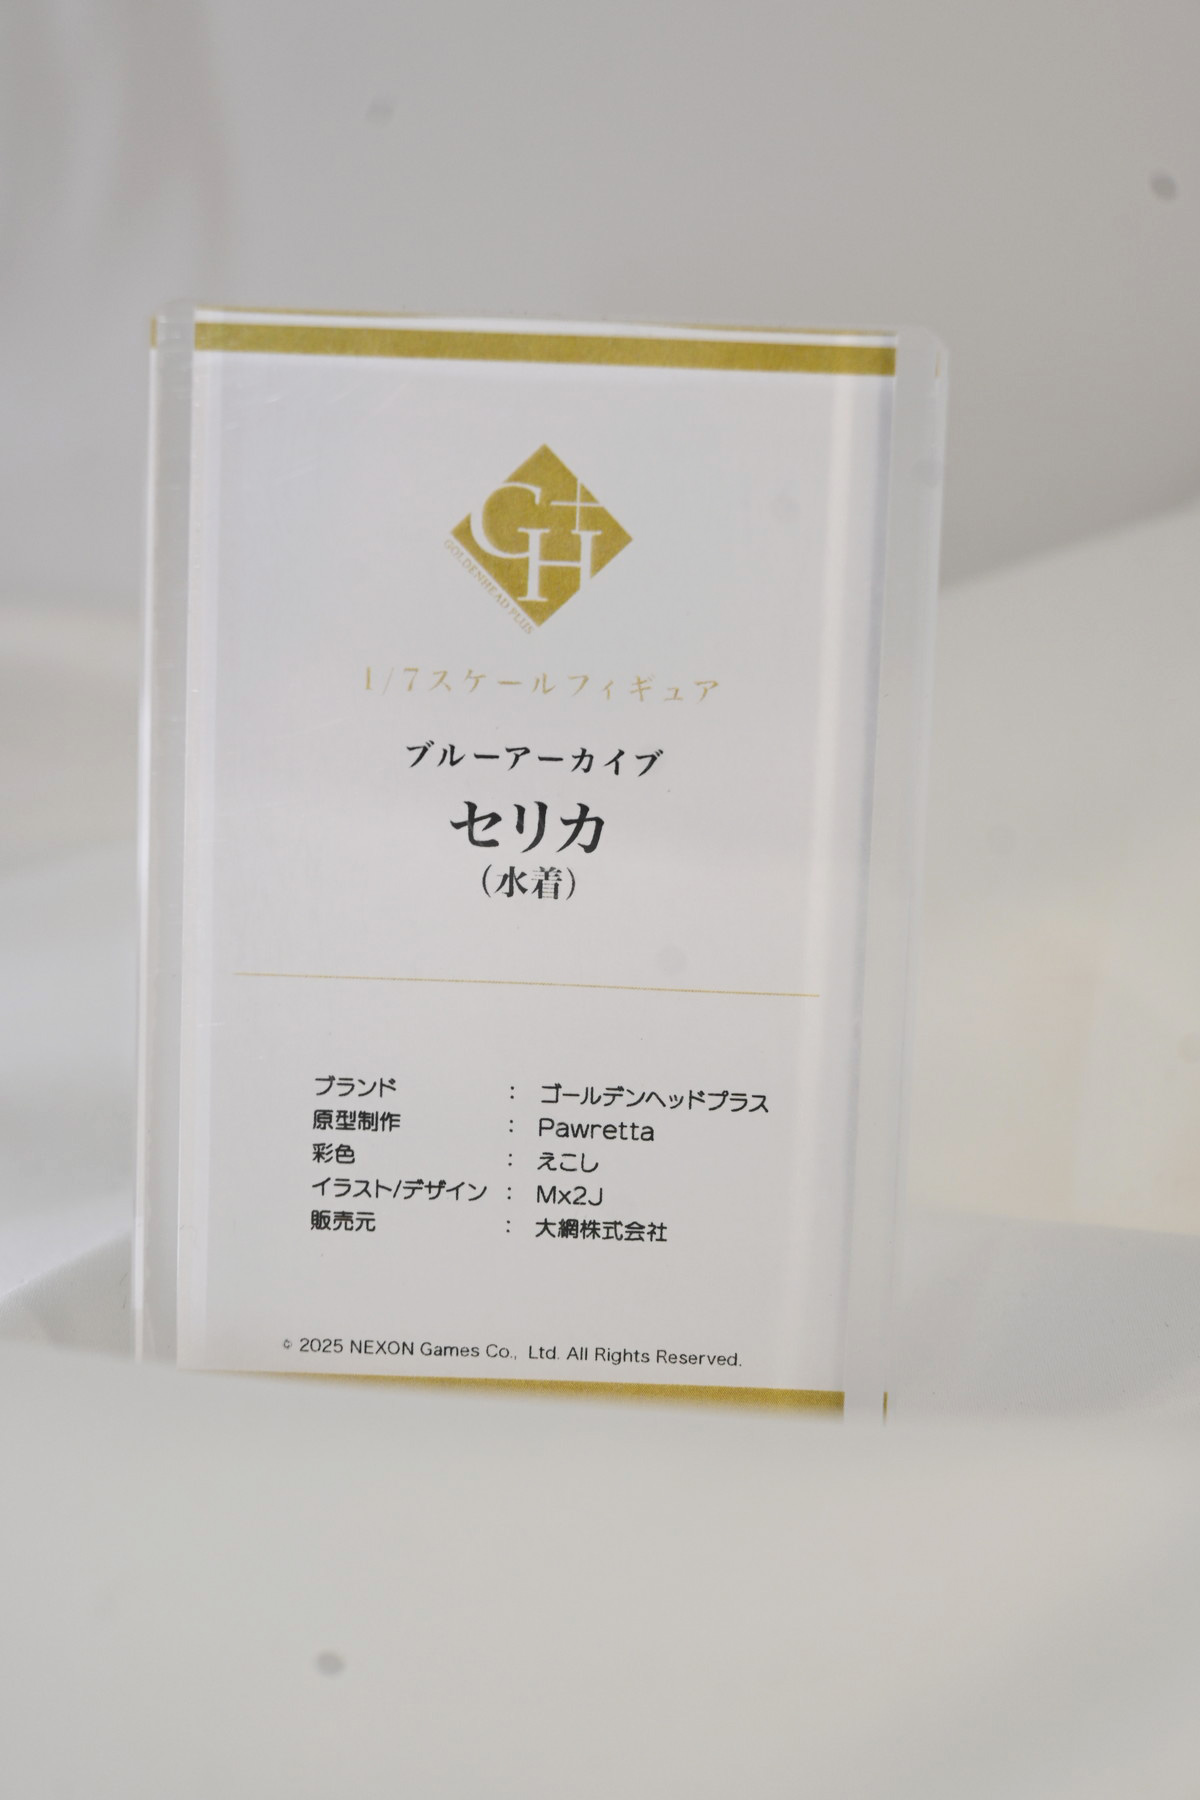 G+H
GOLDENHEAD PLUS
1/7スケールフィギュア
ブルーアーカイブ
セリカ
(水着)
ブランド : ゴールデンヘッドプラス
原型制作 : Pawretta
彩色 : えこし
イラスト/デザイン : Mx2J
販売元 : 大網株式会社
© 2025 NEXON Games Co., Ltd. All Rights Reserved.